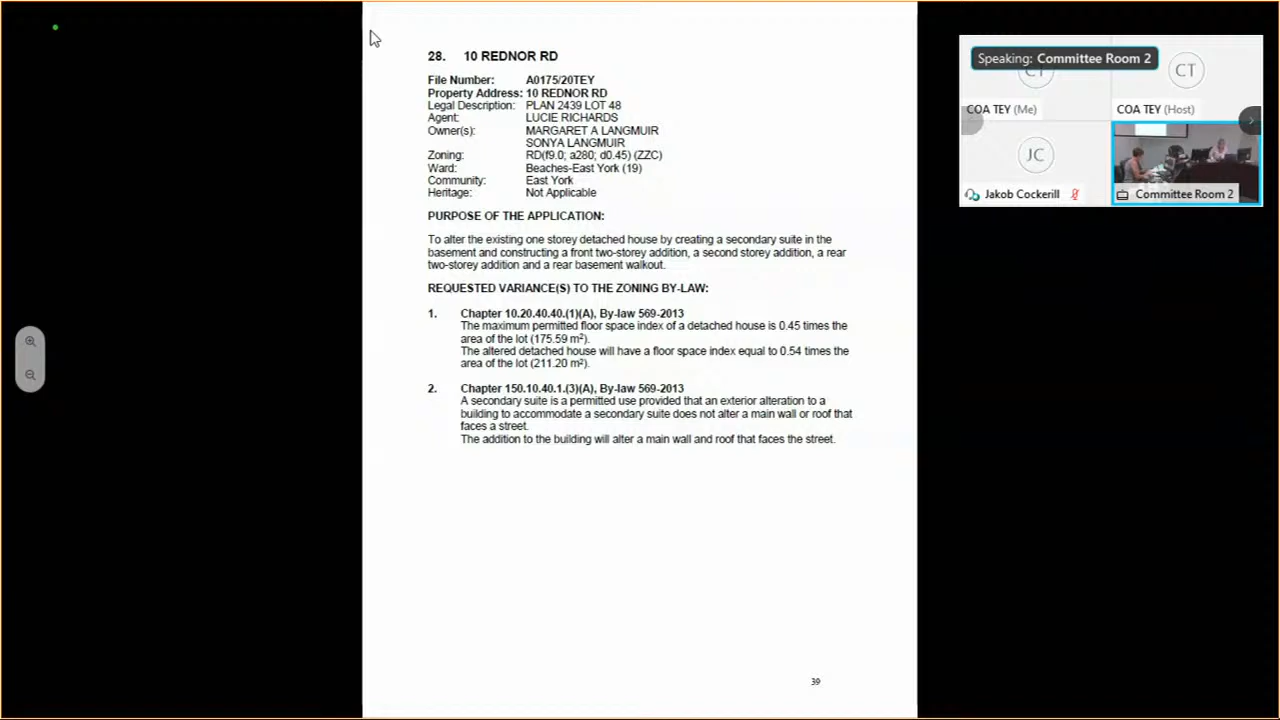 28. 10 REDNOR RD
File Number: A0175/20TEY
Property Address: 10 REDNOR RD
Legal Description: PLAN 2439 LOT 48
Agent: LUCIE RICHARDS
Owner(s): MARGARET A LANGMUIR
SONYA LANGMUIR
Zoning: RD(f9.0; a280; d0.45) (ZZC)
Ward: Beaches-East York (19)
Community: East York
Heritage: Not Applicable
PURPOSE OF THE APPLICATION:
To alter the existing one storey detached house by creating a secondary suite in the
basement and constructing a front two-storey addition, a second storey addition, a rear
two-storey addition and a rear basement walkout.
REQUESTED VARIANCE(S) TO THE ZONING BY-LAW:
1. Chapter 10.20.40.40.(1)(A), By-law 569-2013
The maximum permitted floor space index of a detached house is 0.45 times the
area of the lot (175.59 m²).
The altered detached house will have a floor space index equal to 0.54 times the
area of the lot (211.20 m²).
2. Chapter 150.10.40.1.(3)(A), By-law 569-2013
A secondary suite is a permitted use provided that an exterior alteration to a
building to accommodate a secondary suite does not alter a main wall or roof that
faces a street.
The addition to the building will alter a main wall and roof that faces the street.
39
Speaking: Committee Room 2
CT
CT
COA TEY (Me)
COA TEY (Host)
JC
Jakob Cockerill
Committee Room 2